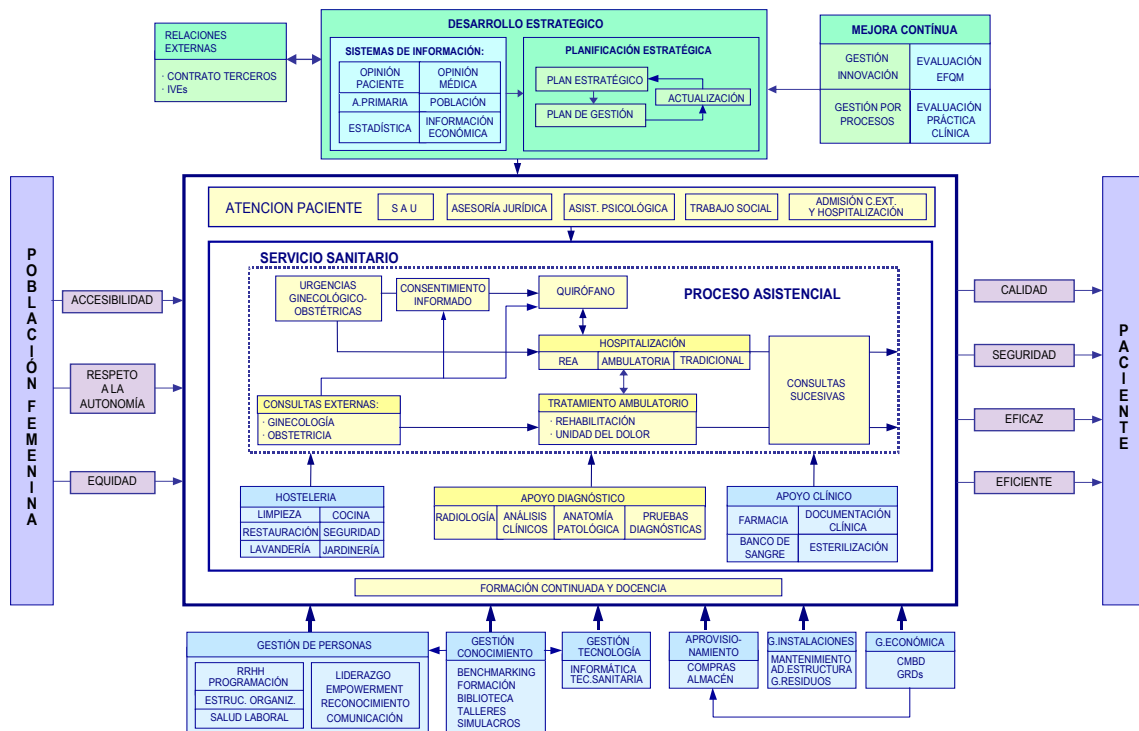 DESARROLLO ESTRATEGICO
RELACIONES
EXTERNAS
· CONTRATO TERCEROS
· IVEs
SISTEMAS DE INFORMACIÓN:
OPINIÓN
PACIENTE
OPINIÓN
MÉDICA
A.PRIMARIA
POBLACIÓN
ESTADÍSTICA
INFORMACIÓN
ECONÓMICA
PLANIFICACIÓN ESTRATÉGICA
PLAN ESTRATÉGICO
ACTUALIZACIÓN
PLAN DE GESTIÓN
MEJORA CONTÍNUA
GESTIÓN
INNOVACIÓN
EVALUACIÓN
EFQM
GESTIÓN POR
PROCESOS
EVALUACIÓN
PRÁCTICA
CLÍNICA
POBLACIÓN FEMENINA
ACCESIBILIDAD
RESPETO
A LA
AUTONOMÍA
EQUIDAD
ATENCION PACIENTE
S A U
ASESORÍA JURÍDICA
ASIST. PSICOLÓGICA
TRABAJO SOCIAL
ADMISIÓN C.EXT.
Y HOSPITALIZACIÓN
SERVICIO SANITARIO
URGENCIAS
GINECOLÓGICO-
OBSTÉTRICAS
CONSENTIMIENTO
INFORMADO
QUIRÓFANO
PROCESO ASISTENCIAL
HOSPITALIZACIÓN
REA
AMBULATORIA
TRADICIONAL
CONSULTAS
SUCESIVAS
CONSULTAS EXTERNAS:
· GINECOLOGÍA
· OBSTETRICIA
TRATAMIENTO AMBULATORIO
· REHABILITACIÓN
· UNIDAD DEL DOLOR
HOSTELERIA
LIMPIEZA
COCINA
RESTAURACIÓN
SEGURIDAD
LAVANDERÍA
JARDINERÍA
APOYO DIAGNÓSTICO
RADIOLOGÍA
ANÁLISIS
CLÍNICOS
ANATOMÍA
PATOLÓGICA
PRUEBAS
DIAGNÓSTICAS
APOYO CLÍNICO
FARMACIA
DOCUMENTACIÓN
CLÍNICA
BANCO DE
SANGRE
ESTERILIZACIÓN
FORMACIÓN CONTINUADA Y DOCENCIA
CALIDAD
SEGURIDAD
EFICAZ
EFICIENTE
PACIENTE
GESTIÓN DE PERSONAS
RRHH
PROGRAMACIÓN
ESTRUC. ORGANIZ.
SALUD LABORAL
LIDERAZGO
EMPOWERMENT
RECONOCIMIENTO
COMUNICACIÓN
GESTIÓN
CONOCIMIENTO
BENCHMARKING
FORMACIÓN
BIBLIOTECA
TALLERES
SIMULACROS
GESTIÓN
TECNOLOGÍA
INFORMÁTICA
TEC.SANITARIA
APROVISIO-
NAMIENTO
COMPRAS
ALMACÉN
G.INSTALACIONES
MANTENIMIENTO
AD.ESTRUCTURA
G.RESIDUOS
G.ECONÓMICA
CMBD
GRDs